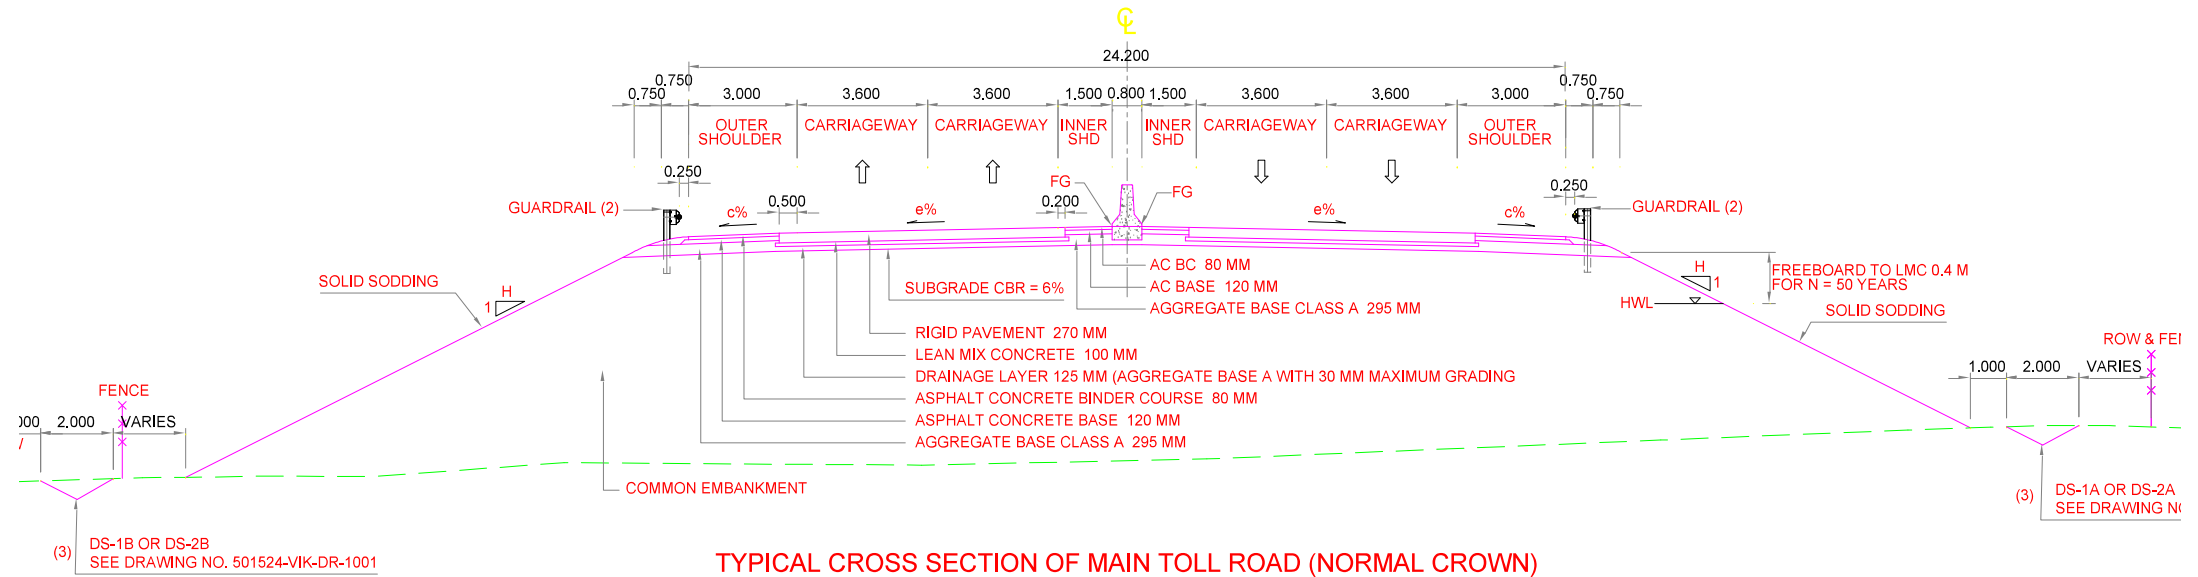 ℄
24.200
0.750 0.750
0.750 3.000 3.600 3.600 1.500 0.800 1.500 3.600 3.600 3.000 0.750
OUTER SHOULDER
CARRIAGEWAY
CARRIAGEWAY
INNER SHD
INNER SHD
CARRIAGEWAY
CARRIAGEWAY
OUTER SHOULDER
0.250
FG
FG
0.250
GUARDRAIL (2)
c%
0.500
e%
0.200
e%
c%
GUARDRAIL (2)
SOLID SODDING
H
1
SUBGRADE CBR = 6%
AC BC 80 MM
AC BASE 120 MM
AGGREGATE BASE CLASS A 295 MM
H
1
HWL
FREEBOARD TO LMC 0.4 M
FOR N = 50 YEARS
SOLID SODDING
RIGID PAVEMENT 270 MM
LEAN MIX CONCRETE 100 MM
DRAINAGE LAYER 125 MM (AGGREGATE BASE A WITH 30 MM MAXIMUM GRADING
ASPHALT CONCRETE BINDER COURSE 80 MM
ASPHALT CONCRETE BASE 120 MM
AGGREGATE BASE CLASS A 295 MM
ROW &
1.000 2.000 VARIES
FENCE
2.000 VARIES
COMMON EMBANKMENT
(3) DS-1B OR DS-2B
SEE DRAWING NO. 501524-VIK-DR-1001
(3) DS-1A OR DS-2A
SEE DRAWING
TYPICAL CROSS SECTION OF MAIN TOLL ROAD (NORMAL CROWN)